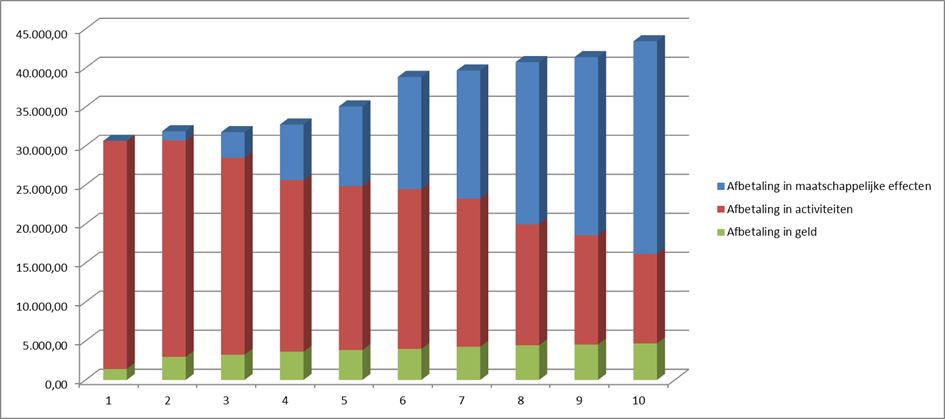 45.000,00
40.000,00
35.000,00
30.000,00
25.000,00
20.000,00
15.000,00
10.000,00
5.000,00
0,00
1 2 3 4 5 6 7 8 9 10
Afbetaling in maatschappelijke effecten
Afbetaling in activiteiten
Afbetaling in geld